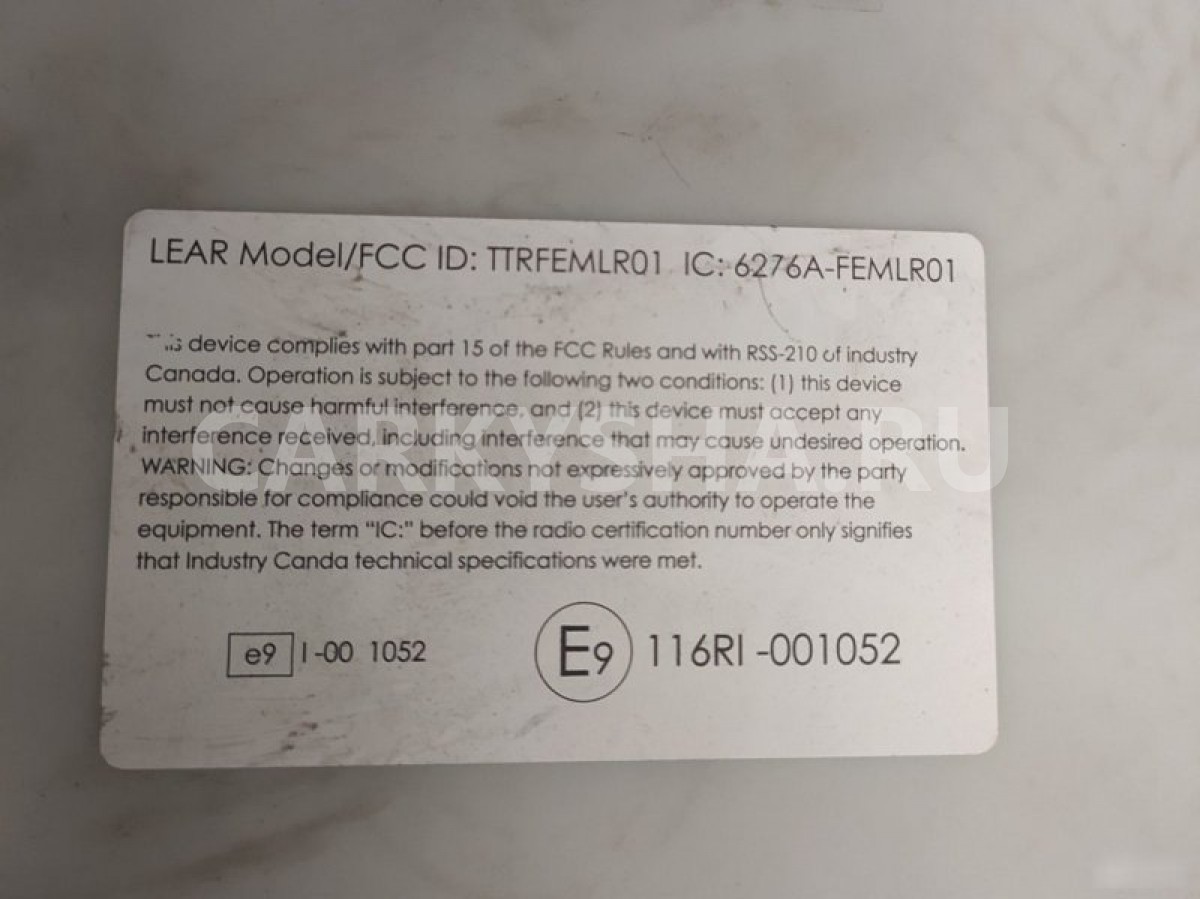 LEAR Model/FCC ID: TTRFEMLR01 IC: 6276A-FEMLR01
device complies with part 15 of the FCC Rules and with RSS-210 of industry
Canada. Operation is subject to the following two conditions: (1) this device
must not cause harmful interference, and (2) this device must accept any
interference received, including interference that may cause undesired operation.
WARNING: Changes or modifications not expressively approved by the party
responsible for compliance could void the user's authority to operate the
equipment. The term "IC:" before the radio certification number only signifies
that Industry Canda technical specifications were met.
e9 I-00 1052 E9 116RI -001052
CARKYSHA.RU